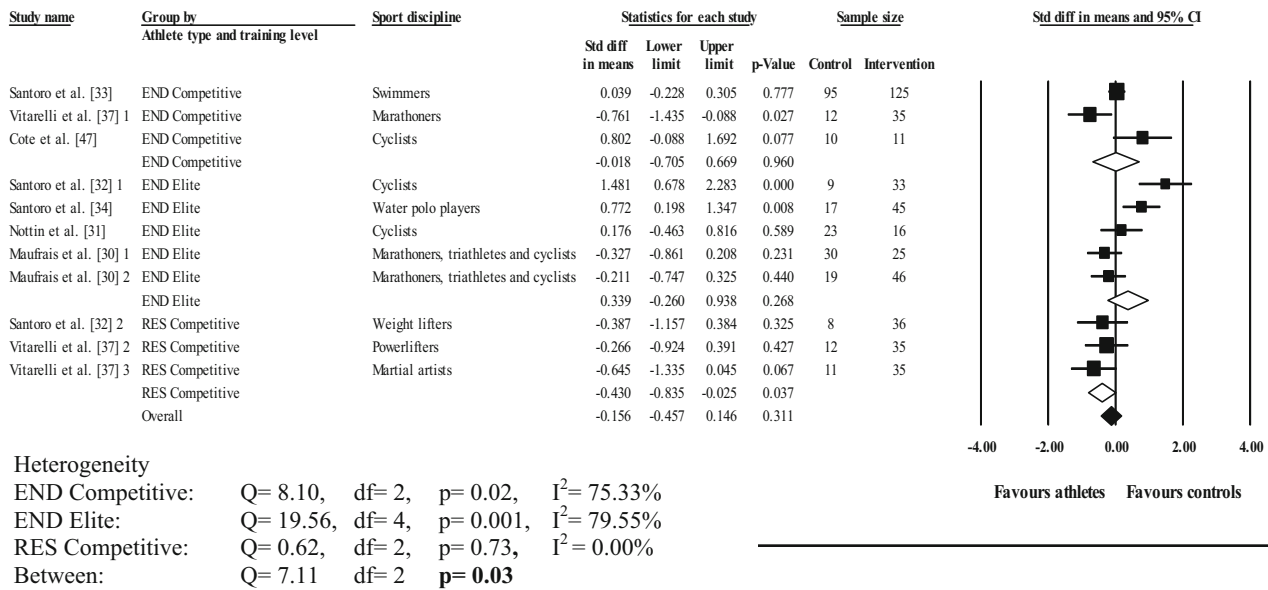 Study name Group by Sport discipline Statistics for each study Sample size Std diff in means and 95% CI
Athlete type and training level
Std diff Lower Upper
in means limit limit p-Value Control Intervention
Santoro et al. [33] END Competitive Swimmers 0.039 -0.228 0.305 0.777 95 125
Vitarelli et al. [37] 1 END Competitive Marathoners -0.761 -1.435 -0.088 0.027 12 35
Cote et al. [47] END Competitive Cyclists 0.802 -0.088 1.692 0.077 10 11
END Competitive -0.018 -0.705 0.669 0.960
Santoro et al. [32] 1 END Elite Cyclists 1.481 0.678 2.283 0.000 9 33
Santoro et al. [34] END Elite Water polo players 0.772 0.198 1.347 0.008 17 45
Nottin et al. [31] END Elite Cyclists 0.176 -0.463 0.816 0.589 23 16
Maufrais et al. [30] 1 END Elite Marathoners, triathletes and cyclists -0.327 -0.861 0.208 0.231 30 25
Maufrais et al. [30] 2 END Elite Marathoners, triathletes and cyclists -0.211 -0.747 0.325 0.440 19 46
END Elite 0.339 -0.260 0.938 0.268
Santoro et al. [32] 2 RES Competitive Weight lifters -0.387 -1.157 0.384 0.325 8 36
Vitarelli et al. [37] 2 RES Competitive Powerlifters -0.266 -0.924 0.391 0.427 12 35
Vitarelli et al. [37] 3 RES Competitive Martial artists -0.645 -1.335 0.045 0.067 11 35
RES Competitive -0.430 -0.835 -0.025 0.037
Overall -0.156 -0.457 0.146 0.311
-4.00 -2.00 0.00 2.00 4.00
Favours athletes Favours controls
Heterogeneity
END Competitive: Q= 8.10, df= 2, p= 0.02, I²= 75.33%
END Elite: Q= 19.56, df= 4, p= 0.001, I²= 79.55%
RES Competitive: Q= 0.62, df= 2, p= 0.73, I² = 0.00%
Between: Q= 7.11 df= 2 p= 0.03